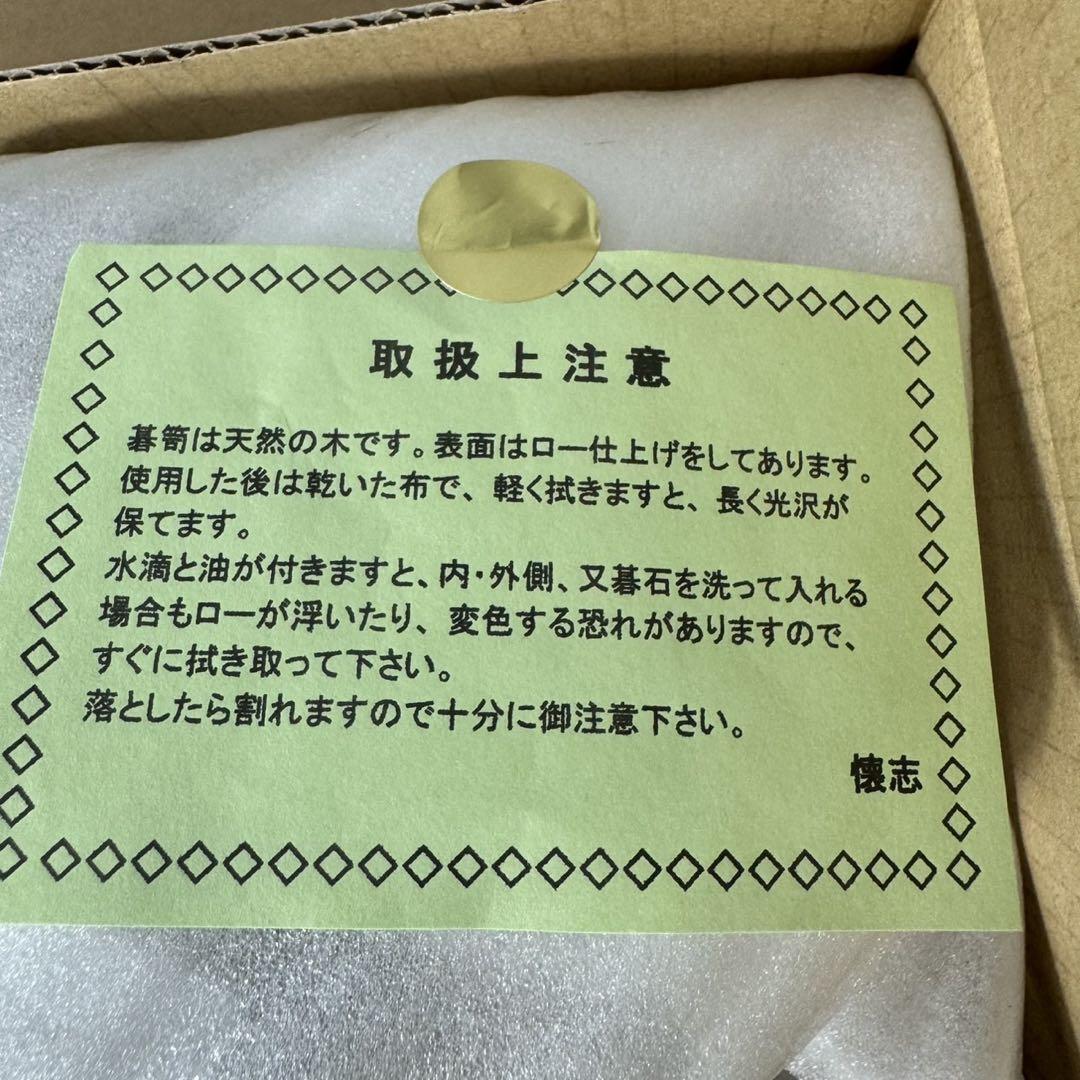 取扱上注意
碁笥は天然の木です。表面はロー仕上げをしてあります。
使用した後は乾いた布で、軽く拭きますと、長く光沢が
保てます。
水滴と油が付きますと、内・外側、又碁石を洗って入れる
場合もローが浮いたり、変色する恐れがありますので、
すぐに拭き取って下さい。
落としたら割れますので十分に御注意下さい。
懐志